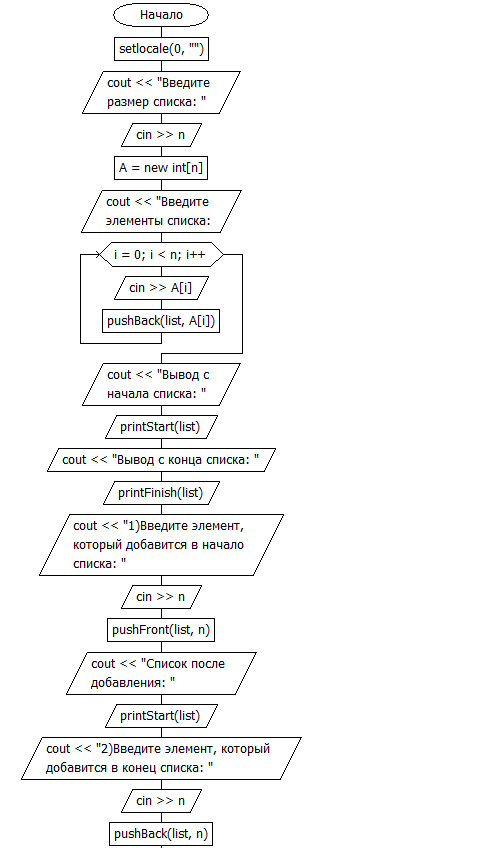 Начало
setlocale(0, "")
cout << "Введите
размер списка: "
cin >> n
A = new int[n]
cout << "Введите
элементы списка:
i = 0; i < n; i++
cin >> A[i]
pushBack(list, A[i])
cout << "Вывод с
начала списка: "
printStart(list)
cout << "Вывод с конца списка: "
printFinish(list)
cout << "1)Введите элемент,
который добавится в начало
списка: "
cin >> n
pushFront(list, n)
cout << "Список после
добавления: "
printStart(list)
cout << "2)Введите элемент, который
добавится в конец списка: "
cin >> n
pushBack(list, n)